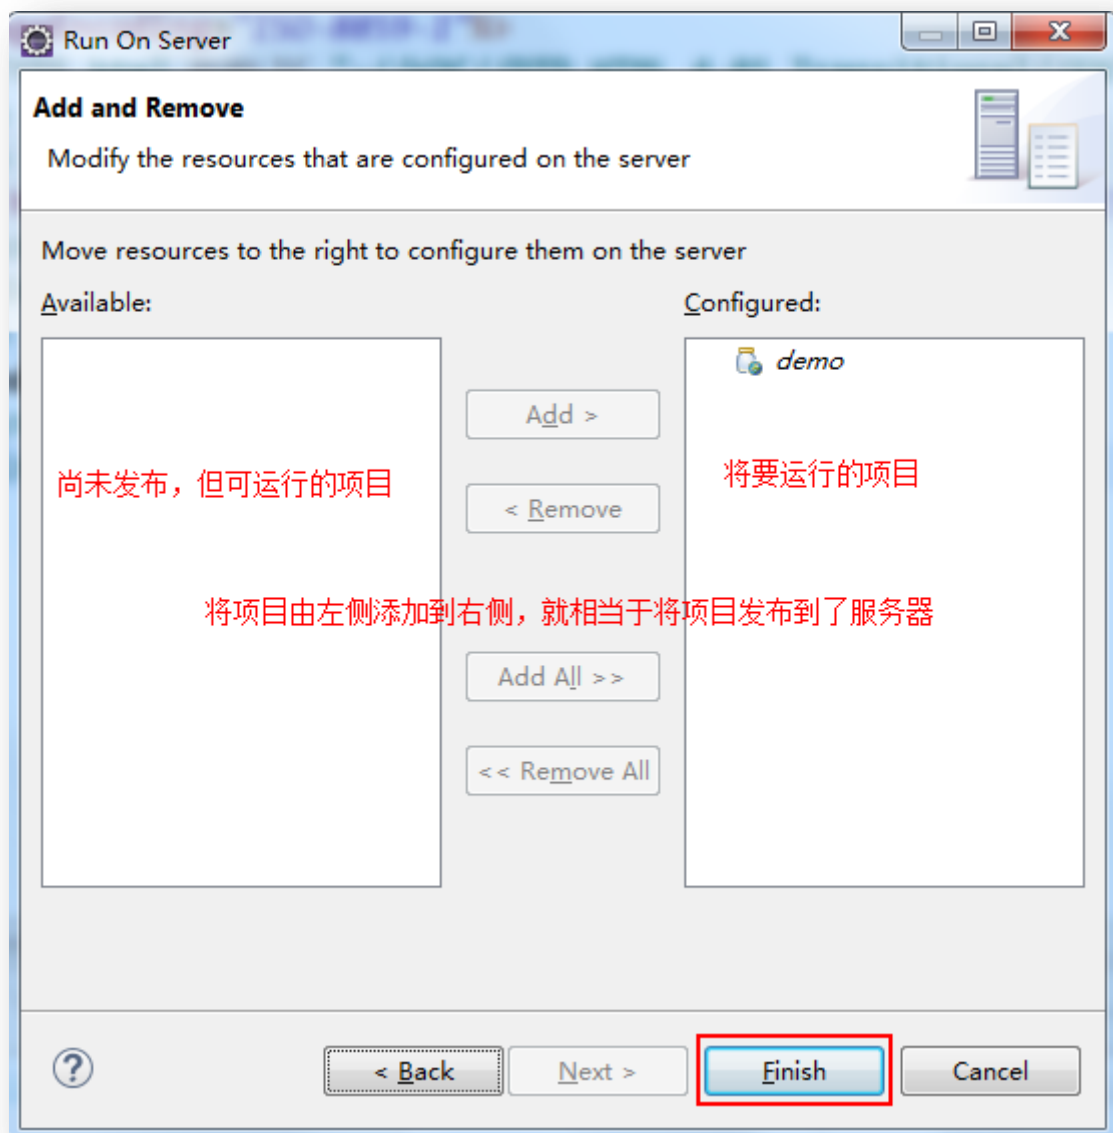 Run On Server
Add and Remove
Modify the resources that are configured on the server
Move resources to the right to configure them on the server
Available:
Configured:
demo
Add >
尚未发布，但可运行的项目
将要运行的项目
< Remove
将项目由左侧添加到右侧，就相当于将项目发布到了服务器
Add All >>
<< Remove All
?
< Back
Next >
Finish
Cancel